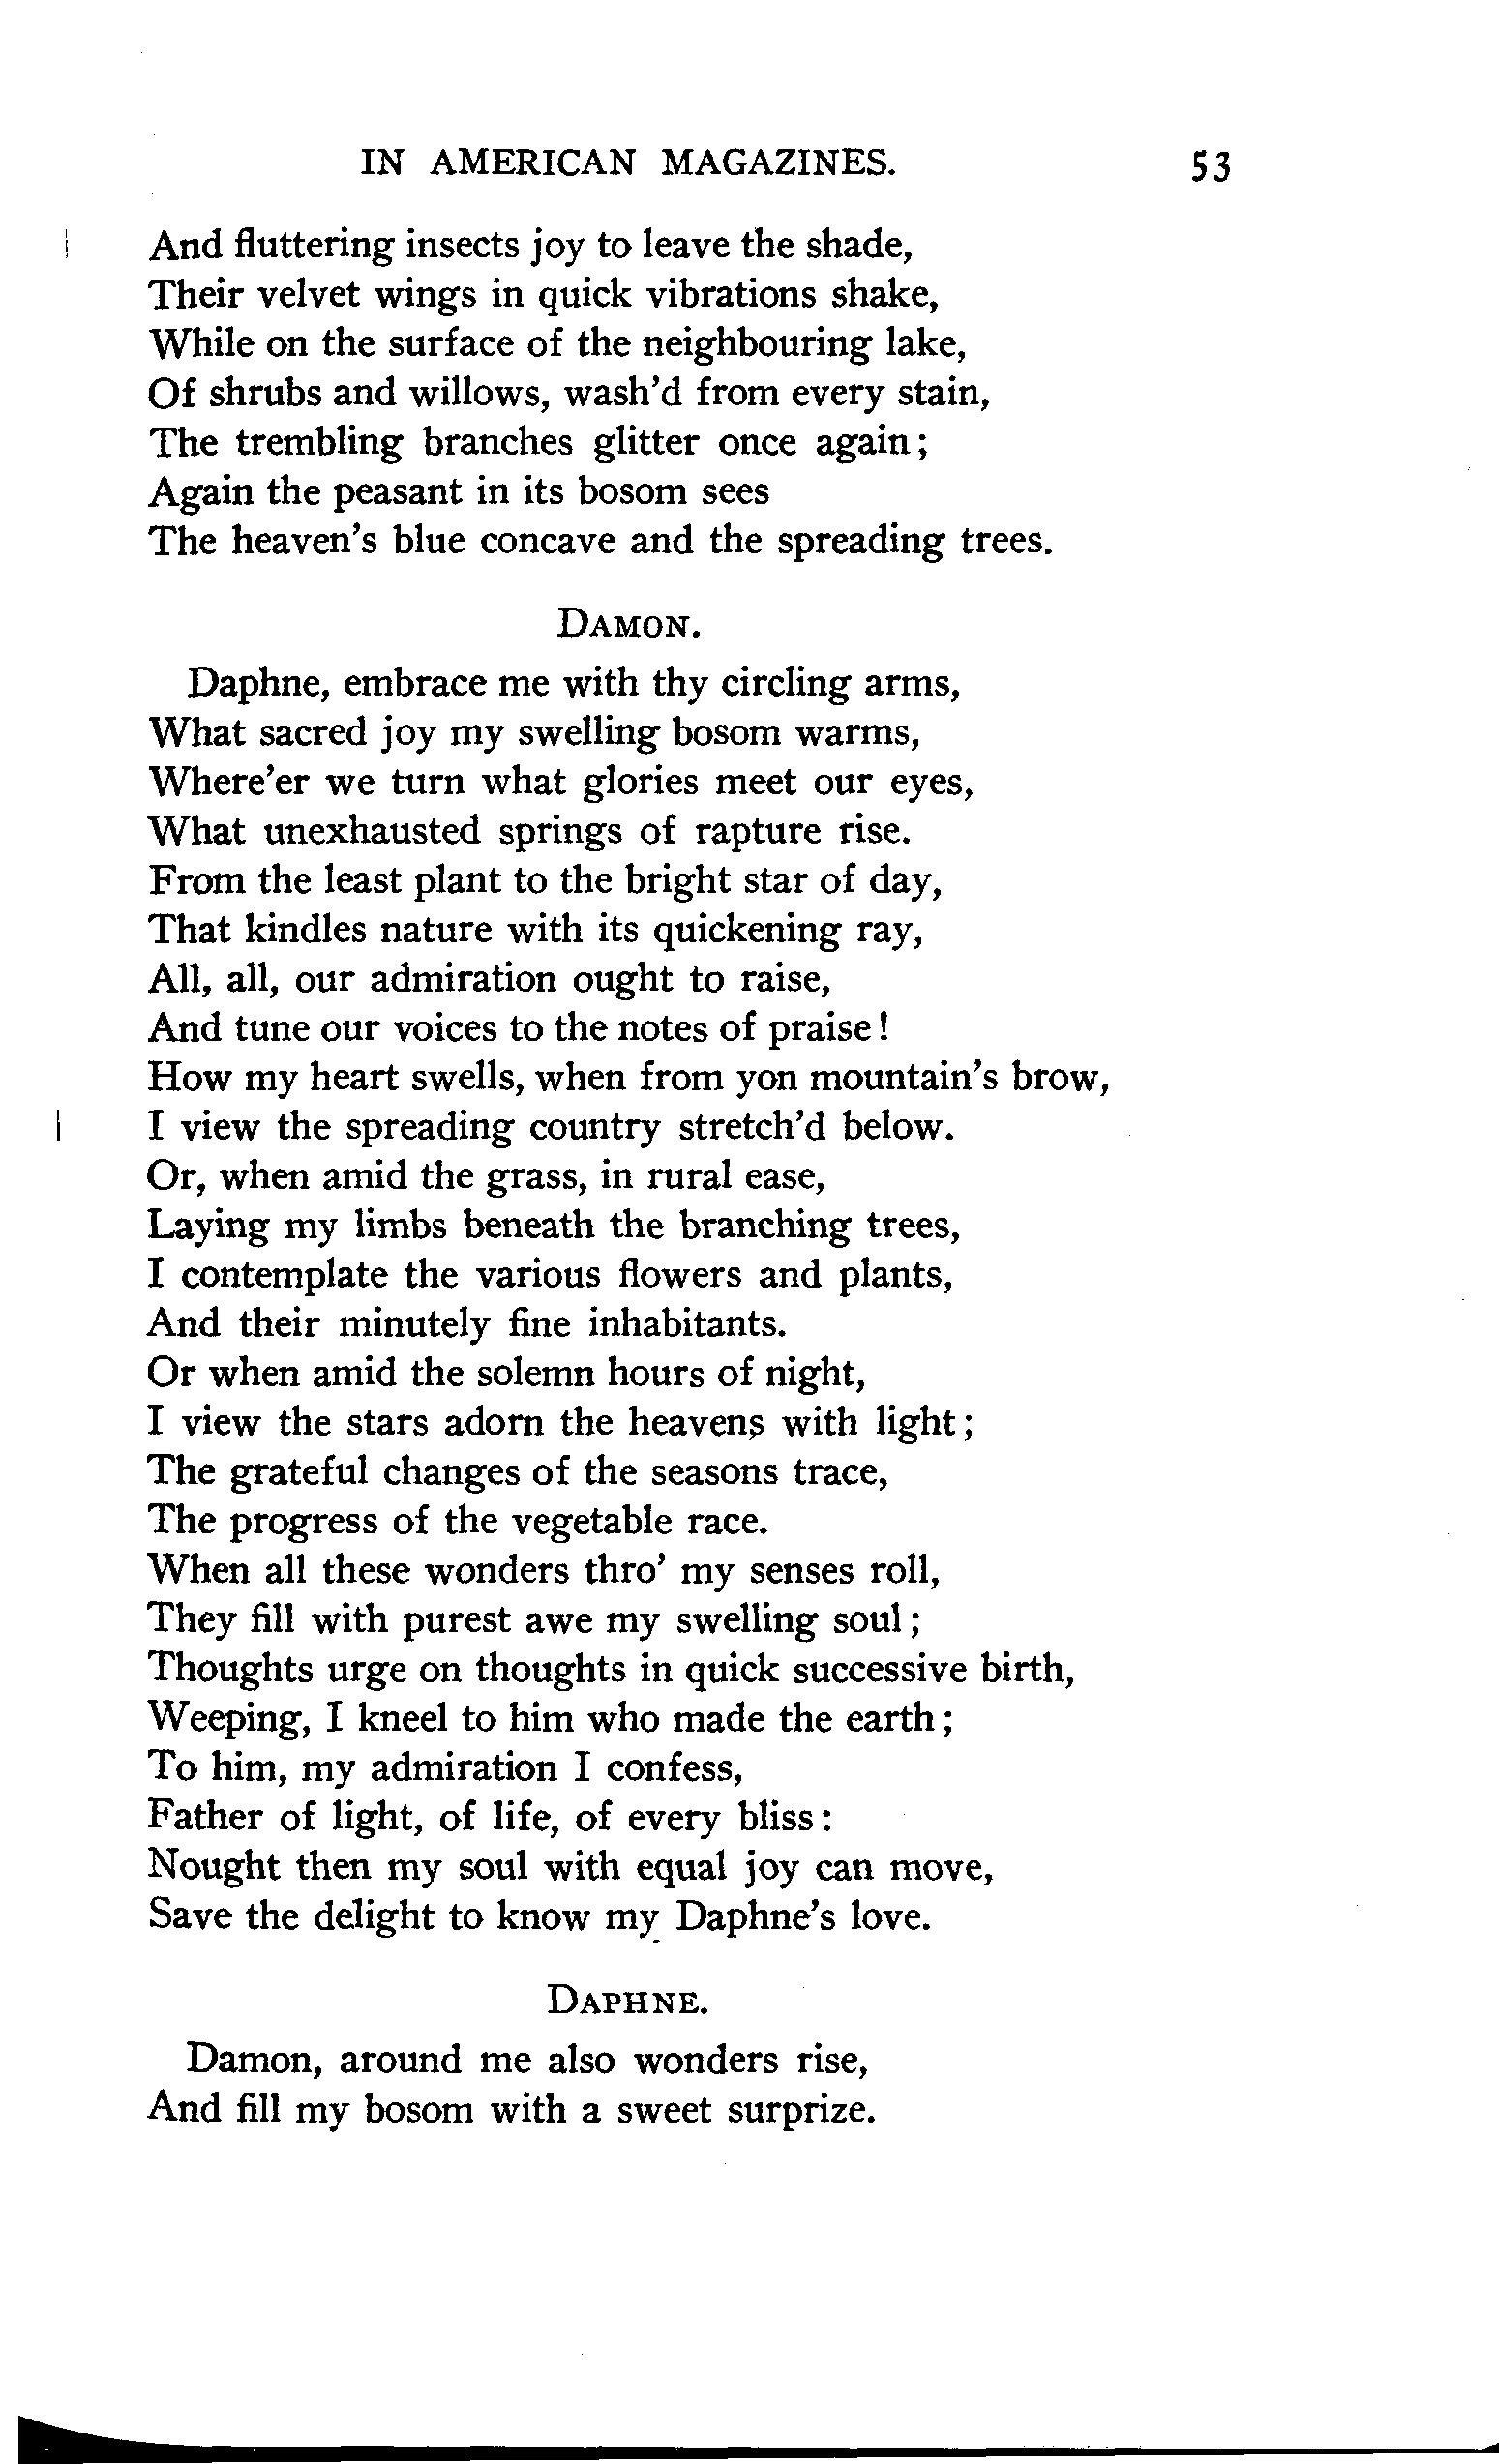 IN AMERICAN MAGAZINES. 53
And fluttering insects joy to leave the shade,
Their velvet wings in quick vibrations shake,
While on the surface of the neighbouring lake,
Of shrubs and willows, wash'd from every stain,
The trembling branches glitter once again;
Again the peasant in its bosom sees
The heaven's blue concave and the spreading trees.
DAMON.
Daphne, embrace me with thy circling arms,
What sacred joy my swelling bosom warms,
Where'er we turn what glories meet our eyes,
What unexhausted springs of rapture rise.
From the least plant to the bright star of day,
That kindles nature with its quickening ray,
All, all, our admiration ought to raise,
And tune our voices to the notes of praise!
How my heart swells, when from yon mountain's brow,
I view the spreading country stretch'd below.
Or, when amid the grass, in rural ease,
Laying my limbs beneath the branching trees,
I contemplate the various flowers and plants,
And their minutely fine inhabitants.
Or when amid the solemn hours of night,
I view the stars adorn the heavens with light;
The grateful changes of the seasons trace,
The progress of the vegetable race.
When all these wonders thro' my senses roll,
They fill with purest awe my swelling soul;
Thoughts urge on thoughts in quick successive birth,
Weeping, I kneel to him who made the earth;
To him, my admiration I confess,
Father of light, of life, of every bliss:
Nought then my soul with equal joy can move,
Save the delight to know my Daphne's love.
DAPHNE.
Damon, around me also wonders rise,
And fill my bosom with a sweet surprize.